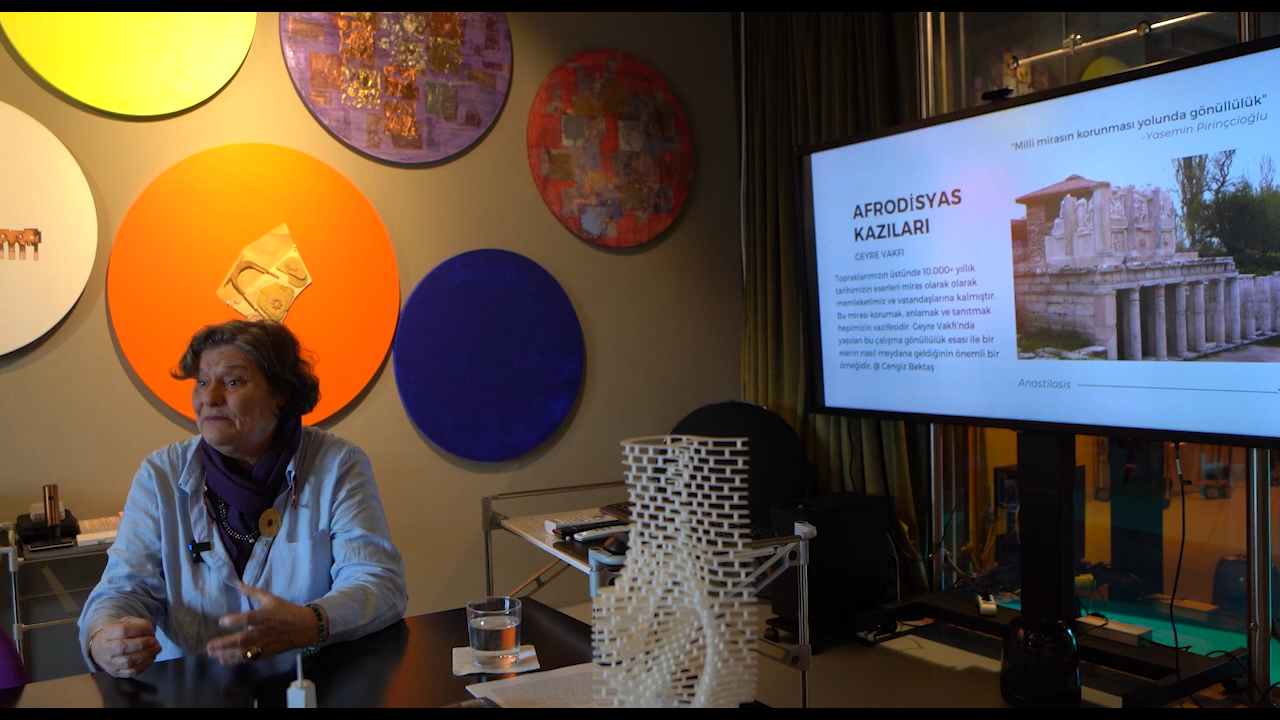 "Milli mirasın korunması yolunda gönüllülük"
-Yasemin Pirinçcioğlu
AFRODİSYAS
KAZILARI
GEYRE VAKFI
Topraklarımızın üstünde 10.000+ yıllık
tarihimizin eserleri miras olarak olarak
memleketimiz ve vatandaşlarına kalmıştır.
Bu mirası korumak, anlamak ve tanıtmak
hepimizin vazifesidir. Geyre Vakfı'nda
yapılan bu çalışma gönüllülük esası ile bir
eserin nasıl meydana geldiğinin önemli bir
örneğidir. @ Cengiz Bektaş
Anastilosis